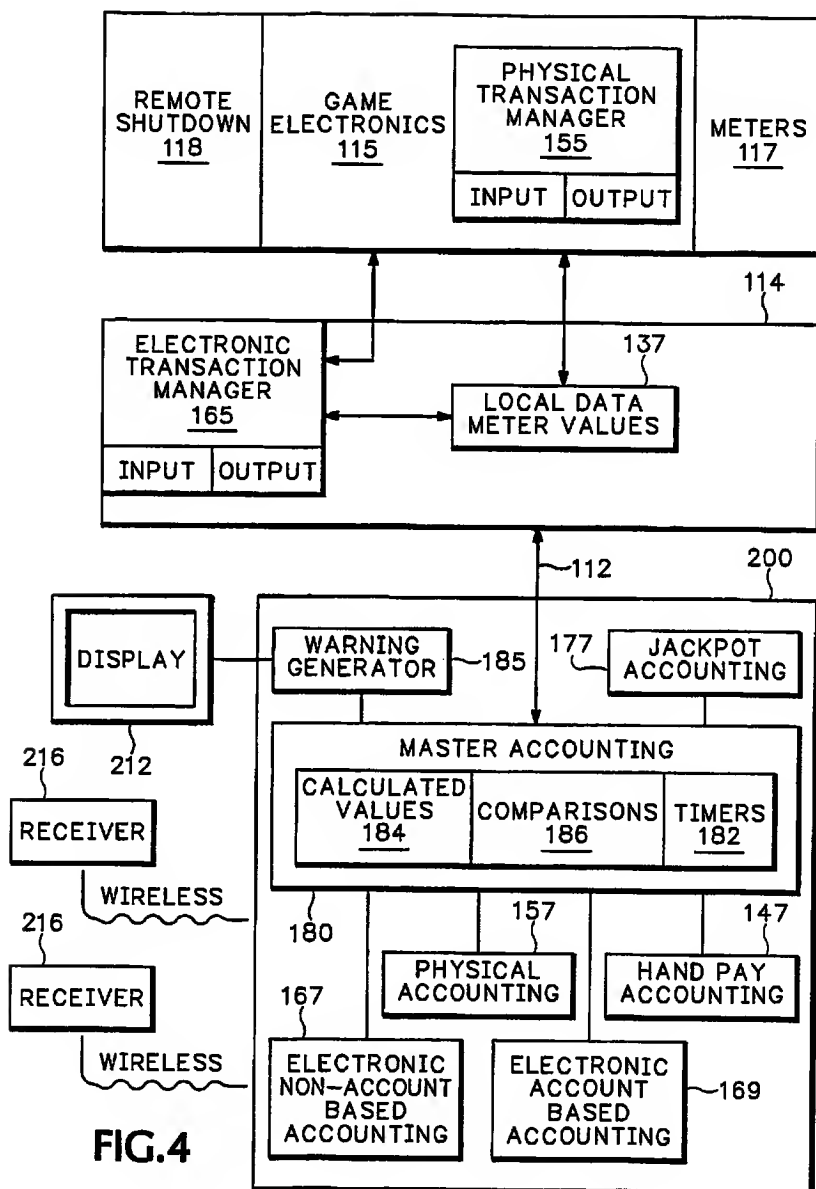 REMOTE
SHUTDOWN
118
GAME
ELECTRONICS
115
PHYSICAL
TRANSACTION
MANAGER
155
INPUT
OUTPUT
METERS
117
114
ELECTRONIC
TRANSACTION
MANAGER
165
INPUT
OUTPUT
137
LOCAL DATA
METER VALUES
112
200
DISPLAY
212
WARNING
GENERATOR
185
177
JACKPOT
ACCOUNTING
MASTER ACCOUNTING
CALCULATED
VALUES
184
COMPARISONS
186
TIMERS
182
180
216
RECEIVER
WIRELESS
216
RECEIVER
WIRELESS
157
PHYSICAL
ACCOUNTING
147
HAND PAY
ACCOUNTING
167
ELECTRONIC
NON-ACCOUNT
BASED
ACCOUNTING
ELECTRONIC
ACCOUNT
BASED
ACCOUNTING
169
FIG.4